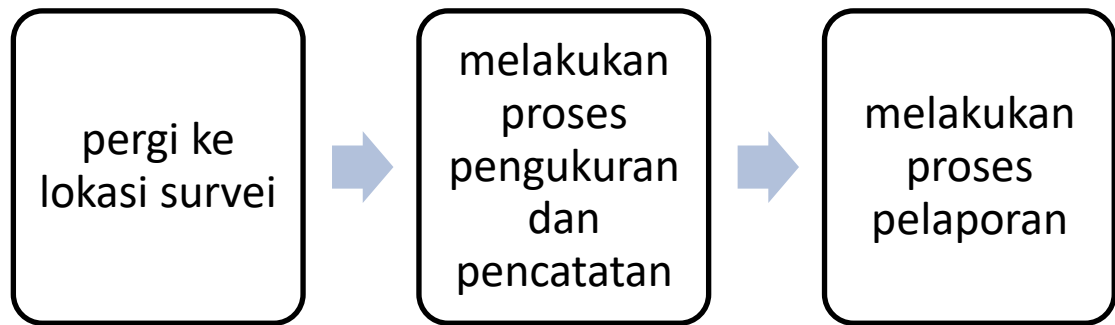 pergi ke
lokasi survei
melakukan
proses
pengukuran
dan
pencatatan
melakukan
proses
pelaporan